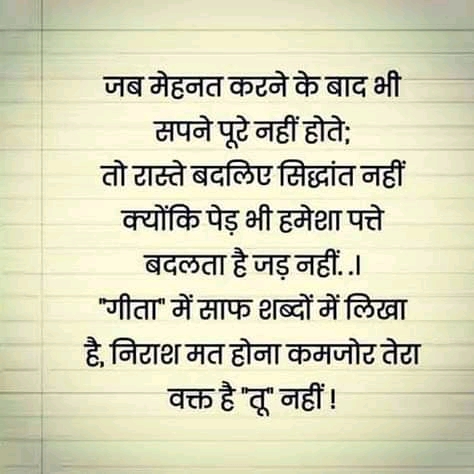 जब मेहनत करने के बाद भी
सपने पूरे नहीं होते;
तो रास्ते बदलिए सिद्धांत नहीं
क्योंकि पेड़ भी हमेशा पत्ते
बदलता है जड़ नहीं. .।
"गीता" में साफ शब्दों में लिखा
है, निराश मत होना कमजोर तेरा
वक्त है "तू" नहीं !